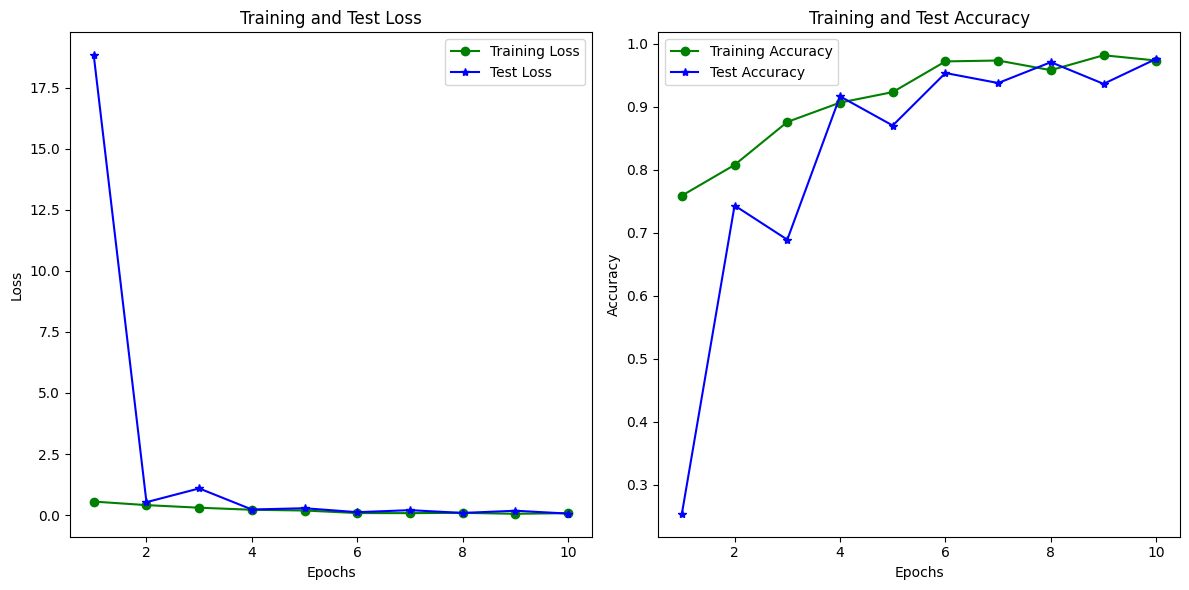 Training and Test Loss
Training Loss
Test Loss
17.5
15.0
12.5
10.0
7.5
5.0
2.5
0.0
Loss
2 4 6 8 10
Epochs
Training and Test Accuracy
Training Accuracy
Test Accuracy
1.0
0.9
0.8
0.7
0.6
0.5
0.4
0.3
Accuracy
2 4 6 8 10
Epochs